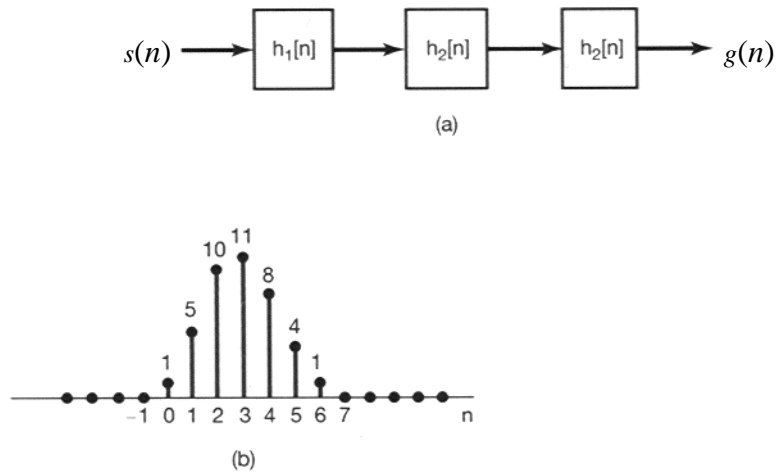 s(n) h₁[n] h₂[n] h₂[n] g(n)
(a)
11
10
8
5
4
1 1
−1 0 1 2 3 4 5 6 7 n
(b)